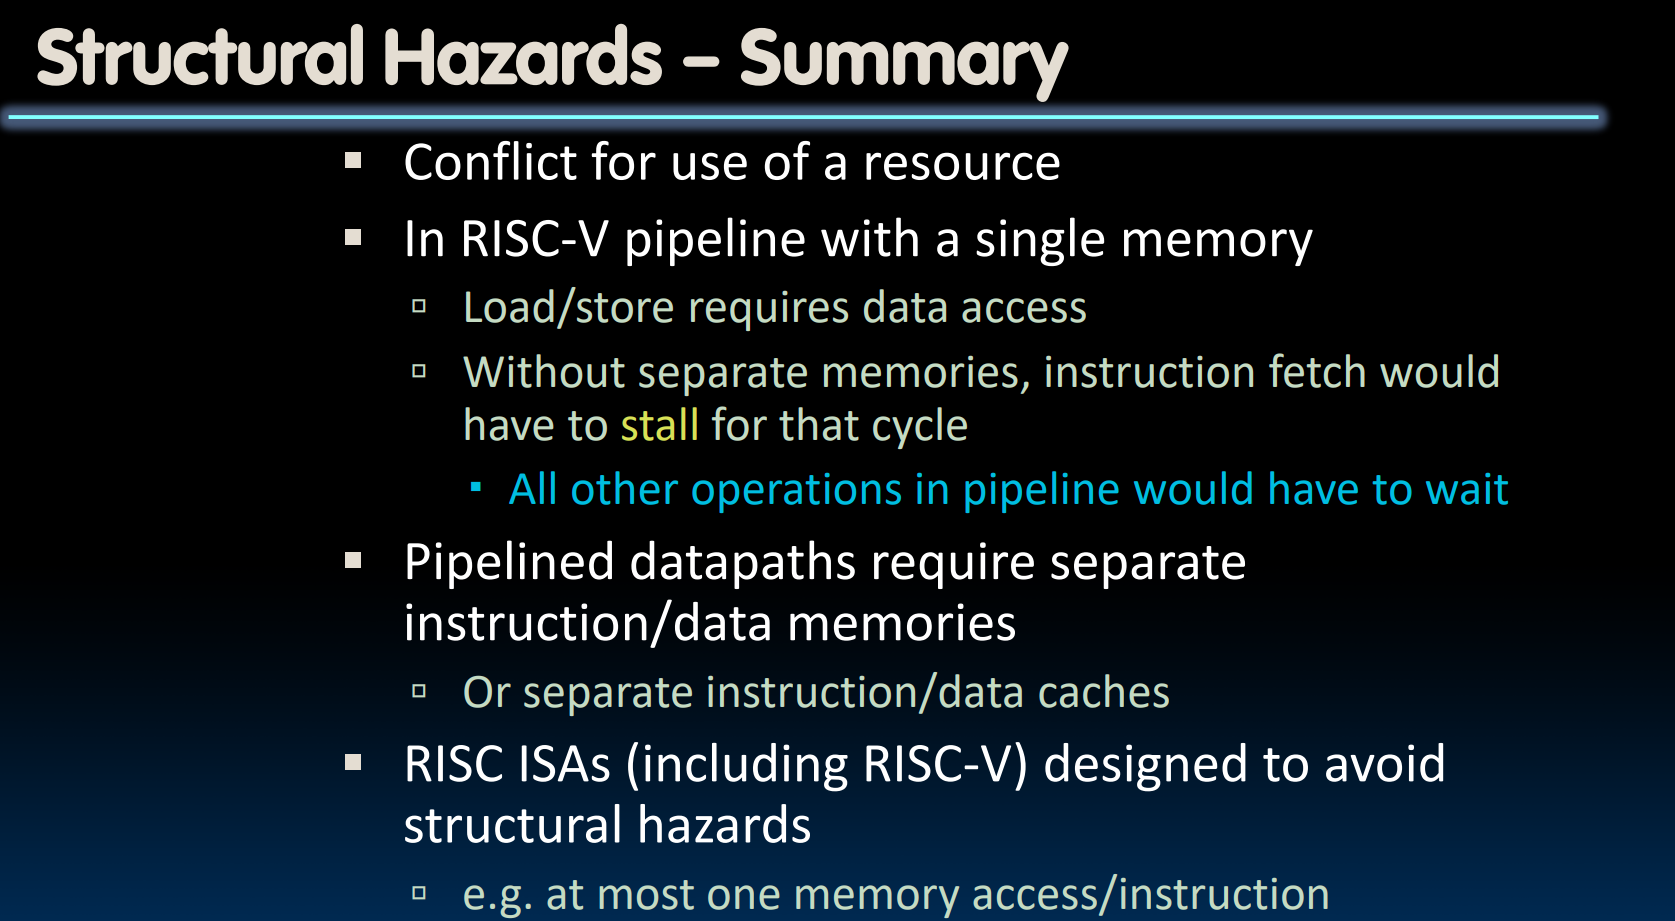 Structural Hazards – Summary
Conflict for use of a resource
In RISC-V pipeline with a single memory
Load/store requires data access
Without separate memories, instruction fetch would
have to stall for that cycle
All other operations in pipeline would have to wait
Pipelined datapaths require separate
instruction/data memories
Or separate instruction/data caches
RISC ISAs (including RISC-V) designed to avoid
structural hazards
e.g. at most one memory access/instruction